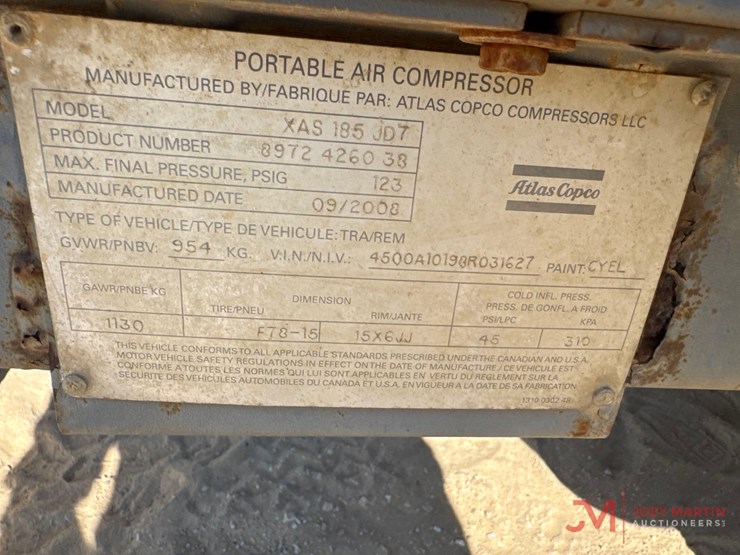 PORTABLE AIR COMPRESSOR
MANUFACTURED BY/FABRIQUE PAR: ATLAS COPCO COMPRESSORS LLC
MODEL XAS 185 JD7
PRODUCT NUMBER 8972 4260 38
MAX. FINAL PRESSURE, PSIG 123
MANUFACTURED DATE 09/2008
Atlas Copco
TYPE OF VEHICLE/TYPE DE VEHICULE: TRA/REM
GVWR/PNBV: 954 KG. V.I.N./N.I.V.: 4500A10198R031627 PAINT: CYEL
GAWR/PNBE KG DIMENSION COLD INFL. PRESS.
PRESS. DE GONFL. A FROID
TIRE/PNEU RIM/JANTE PSI/LPC KPA
1130 F78-15 15X6JJ 45 310
THIS VEHICLE CONFORMS TO ALL APPLICABLE STANDARDS PRESCRIBED UNDER THE CANADIAN AND U.S.A.
MOTOR VEHICLE SAFETY REGULATIONS IN EFFECT ON THE DATE OF MANUFACTURE / CE VEHICULE EST
CONFORME A TOUTES LES NORMES QUI LUI SONT APPLICABLES EN VERTU DU REGLEMENT SUR LA
SECURITE DES VEHICULES AUTOMOBILES DU CANADA ET U.S.A. EN VIGUEUR A LA DATE DE SA FABRICATION
1310 0302 48
JM JOEY MARTIN
AUCTIONEERS